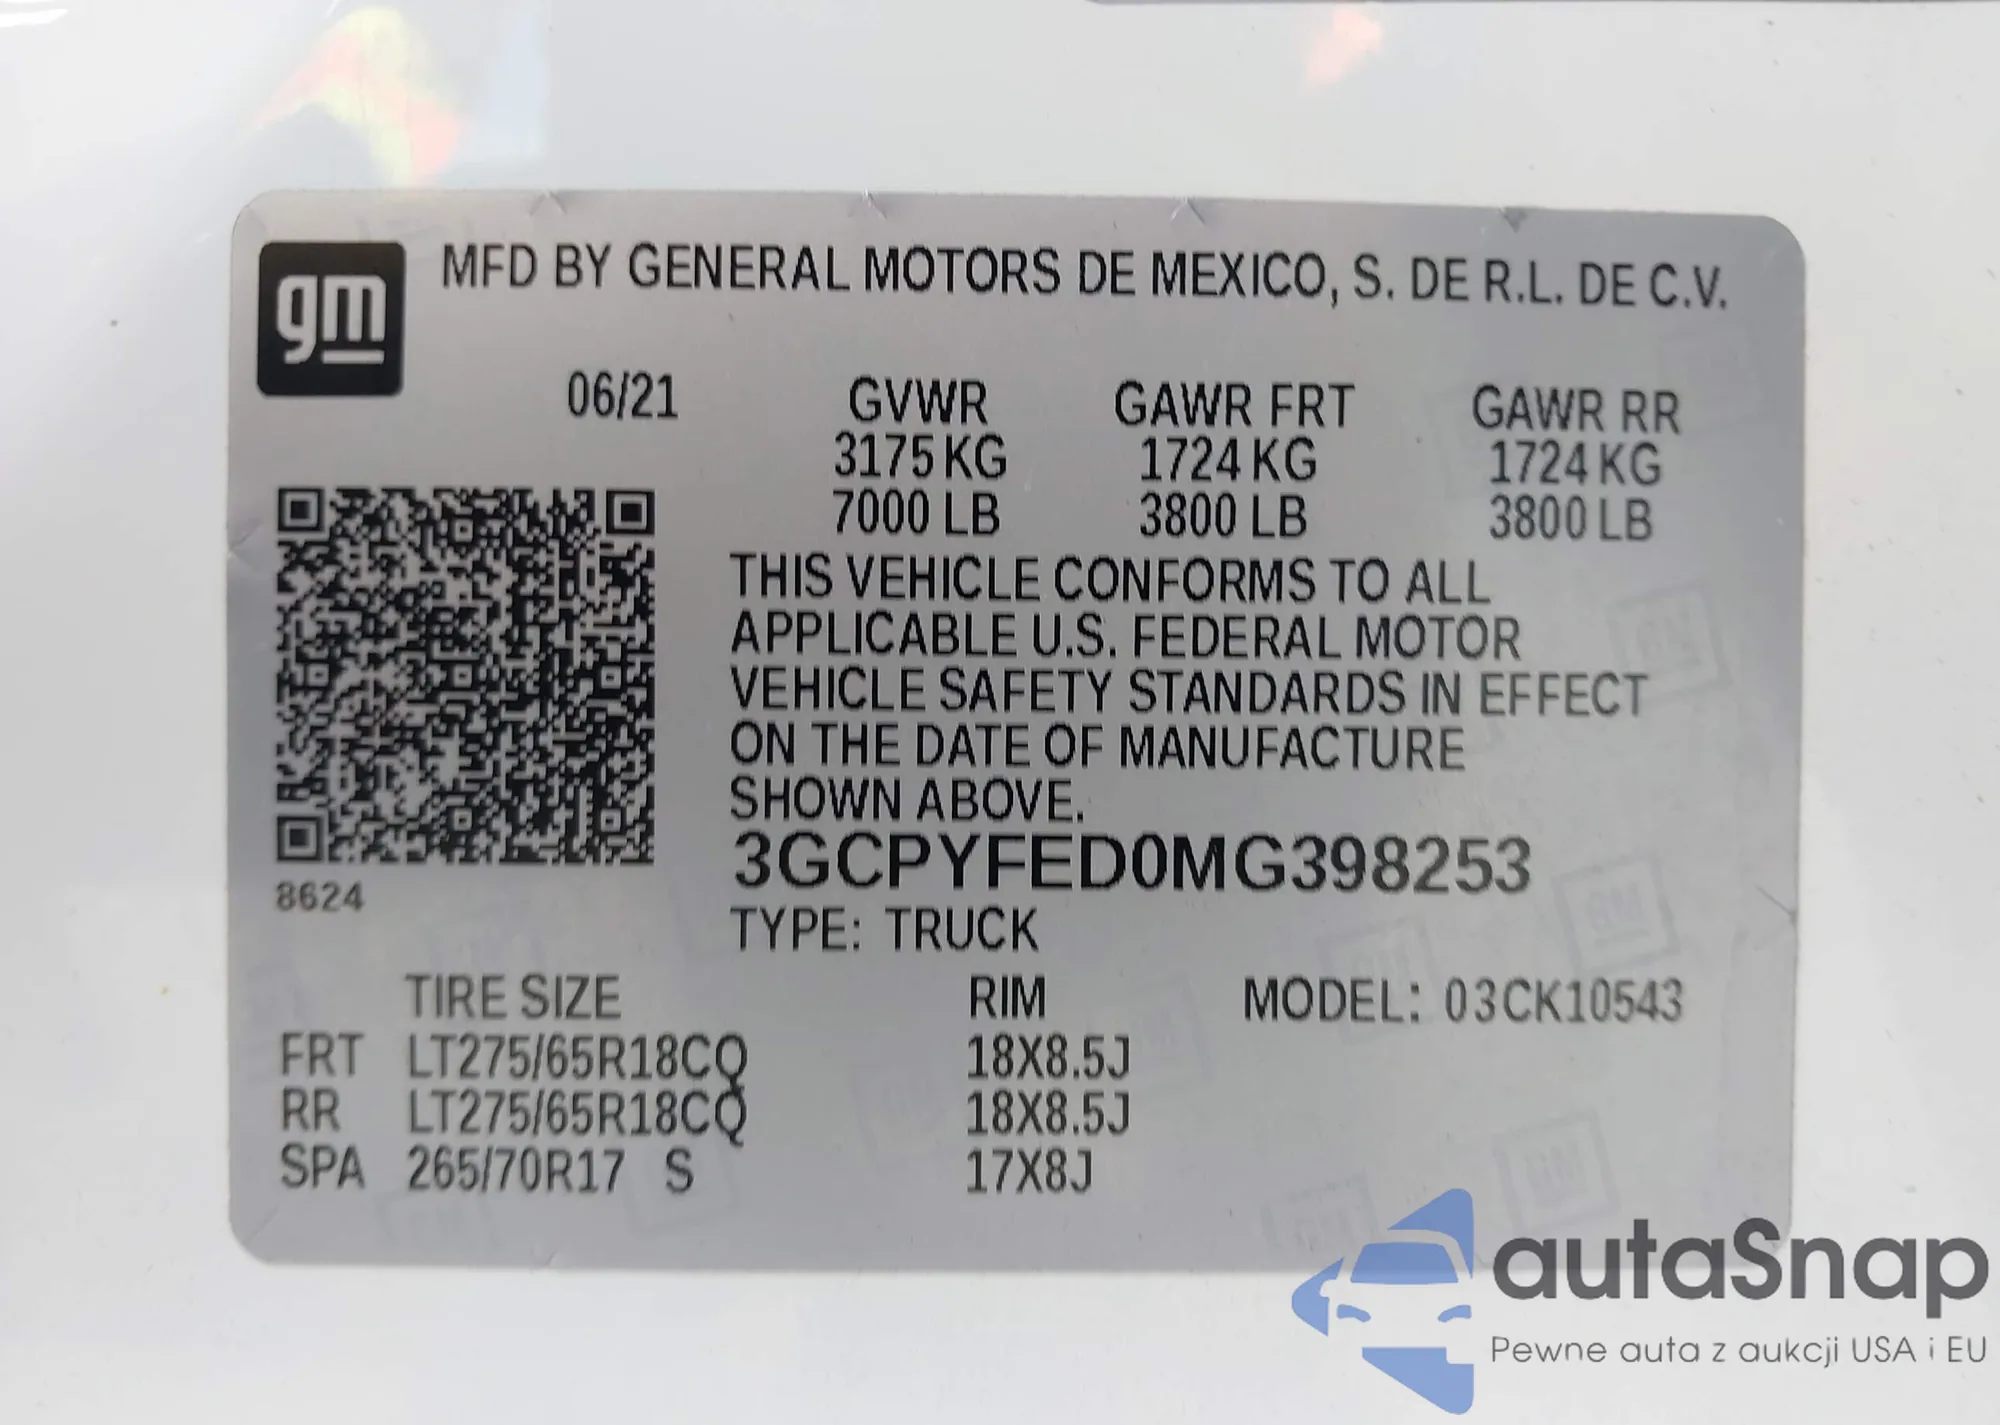 gm
MFD BY GENERAL MOTORS DE MEXICO, S. DE R.L. DE C.V.
06/21 GVWR GAWR FRT GAWR RR
3175 KG 1724 KG 1724 KG
7000 LB 3800 LB 3800 LB
THIS VEHICLE CONFORMS TO ALL
APPLICABLE U.S. FEDERAL MOTOR
VEHICLE SAFETY STANDARDS IN EFFECT
ON THE DATE OF MANUFACTURE
SHOWN ABOVE.
3GCPYFED0MG398253
8624
TYPE: TRUCK
TIRE SIZE RIM MODEL: 03CK10543
FRT LT275/65R18CQ 18X8.5J
RR LT275/65R18CQ 18X8.5J
SPA 265/70R17 S 17X8J
autaSnap
Pewne auta z aukcji USA i EU